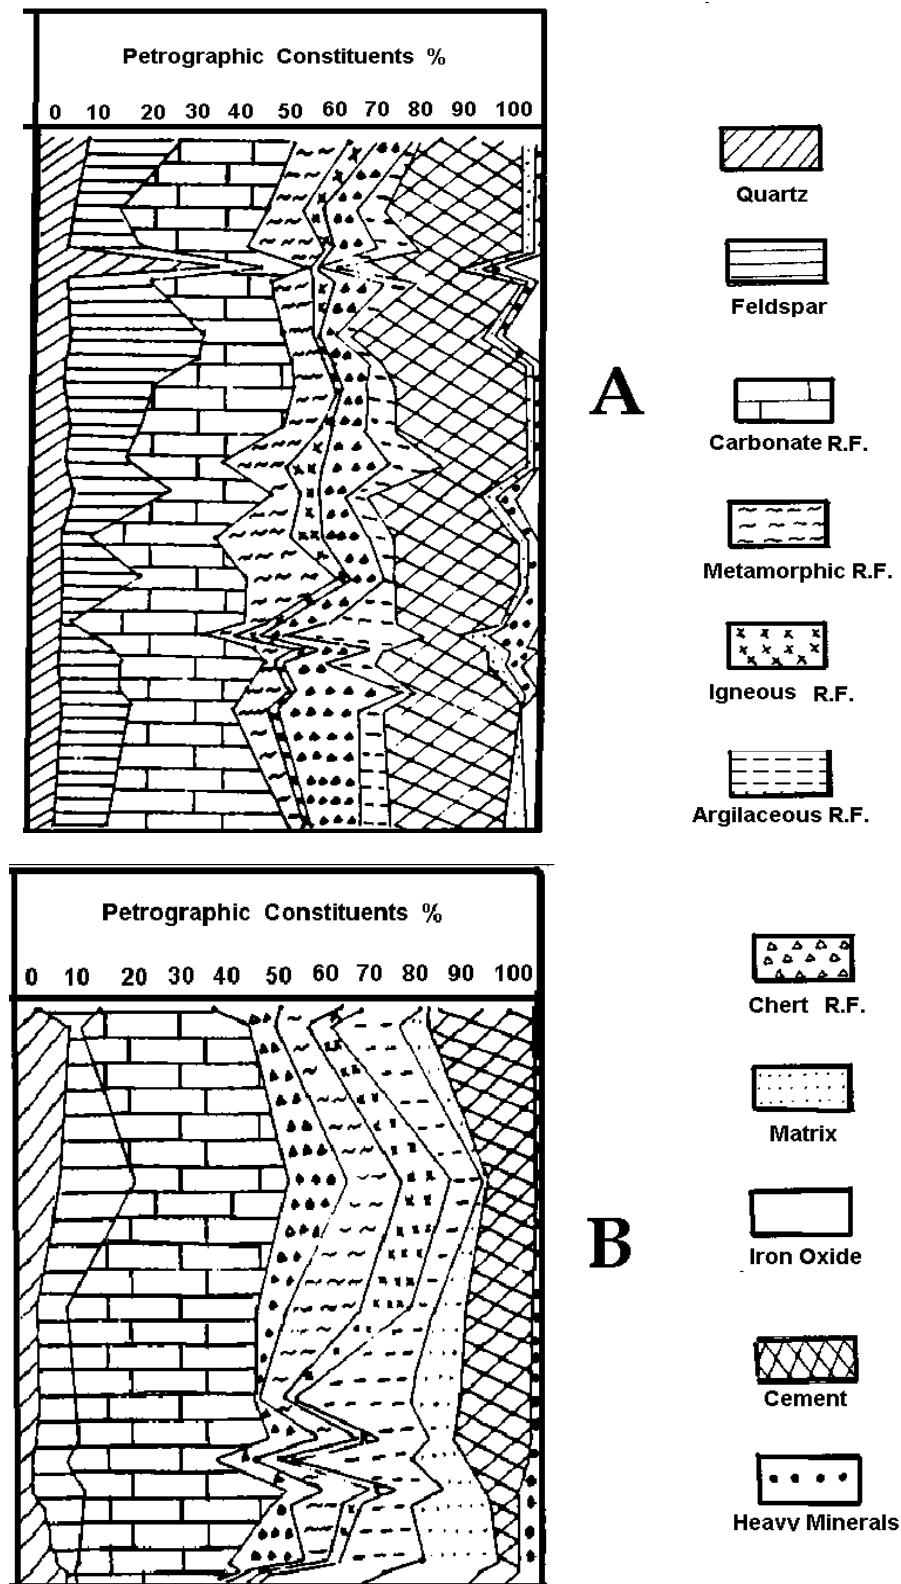 Petrographic Constituents %
0 10 20 30 40 50 60 70 80 90 100
Quartz
Feldspar
A
Carbonate R.F.
Metamorphic R.F.
Igneous R.F.
Argilaceous R.F.
Petrographic Constituents %
0 10 20 30 40 50 60 70 80 90 100
Chert R.F.
Matrix
B
Iron Oxide
Cement
Heavy Minerals